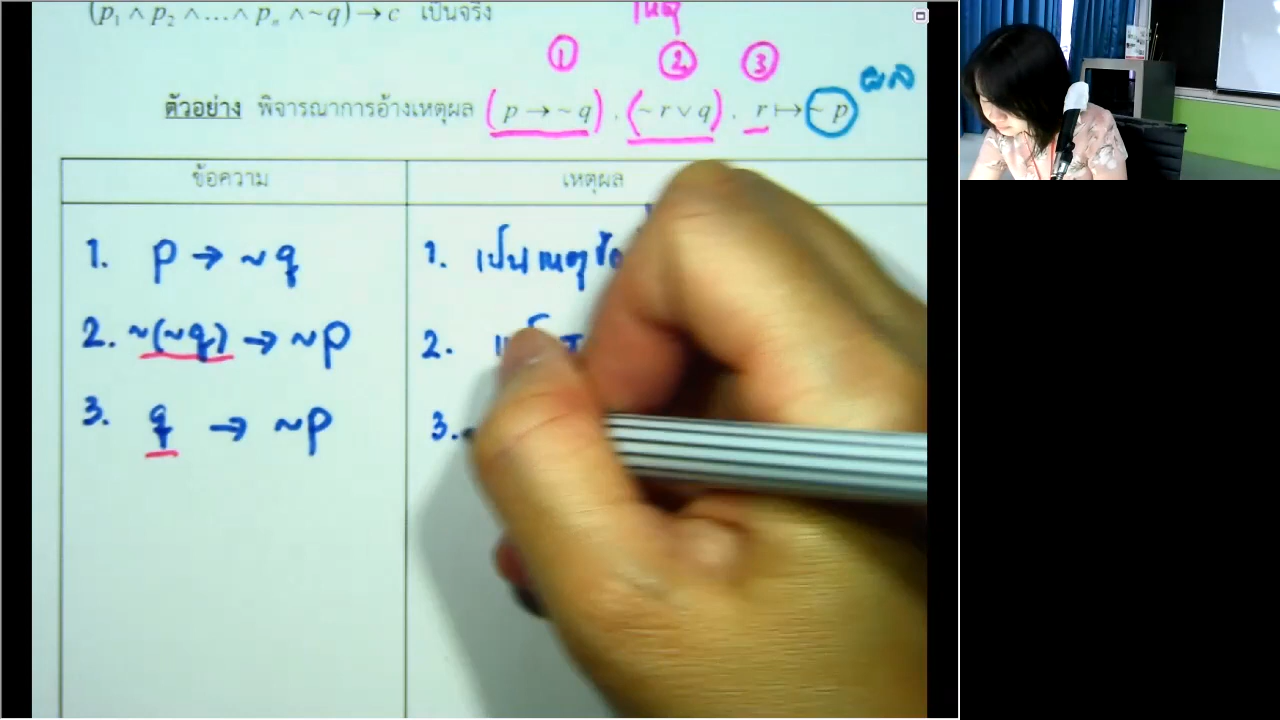 (p₁ ∧ p₂ ∧ ... ∧ pₙ ∧ ~q) → c เป็นจริง
เหตุ
① ② ③
ผล
ตัวอย่าง พิจารณาการอ้างเหตุผล (p → ~ q), (~ r ∨ q), r ↦ ~ p
ข้อความ เหตุผล
1. p → ~q 1. เป็นเหตุข้อ
2. ~(~q) → ~p 2.
3. q → ~p 3.